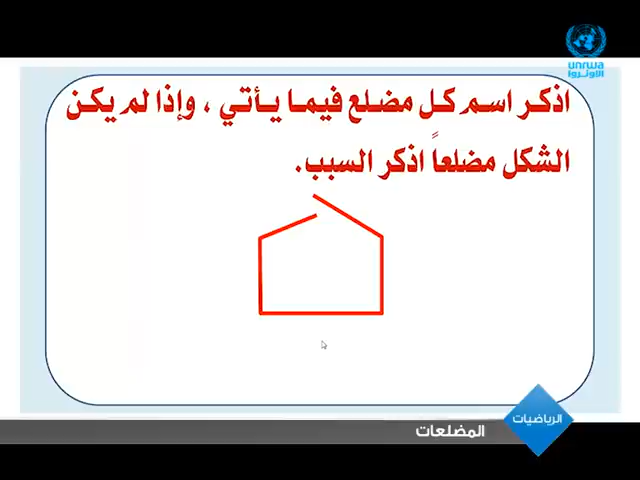 unrwa
الأونروا
اذكر اسم كل مضلع فيما يأتي ، وإذا لم يكن
الشكل مضلعاً اذكر السبب.
الرياضيات
المضلعات